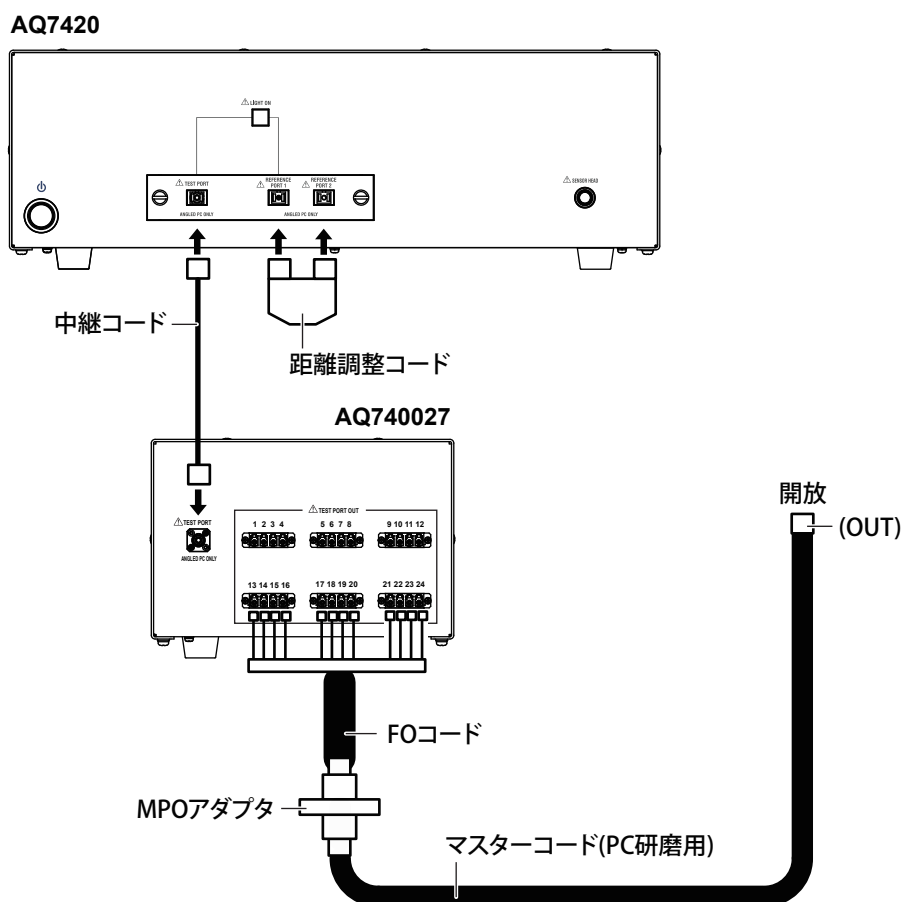 AQ7420
LIGHT ON
TEST PORT
REFERENCE PORT 1
REFERENCE PORT 2
SENSOR HEAD
ANGLED PC ONLY
ANGLED PC ONLY
中継コード
距離調整コード
AQ740027
TEST PORT
ANGLED PC ONLY
TEST PORT OUT
1 2 3 4
5 6 7 8
9 10 11 12
13 14 15 16
17 18 19 20
21 22 23 24
開放
(OUT)
FOコード
MPOアダプタ
マスターコード(PC研磨用)